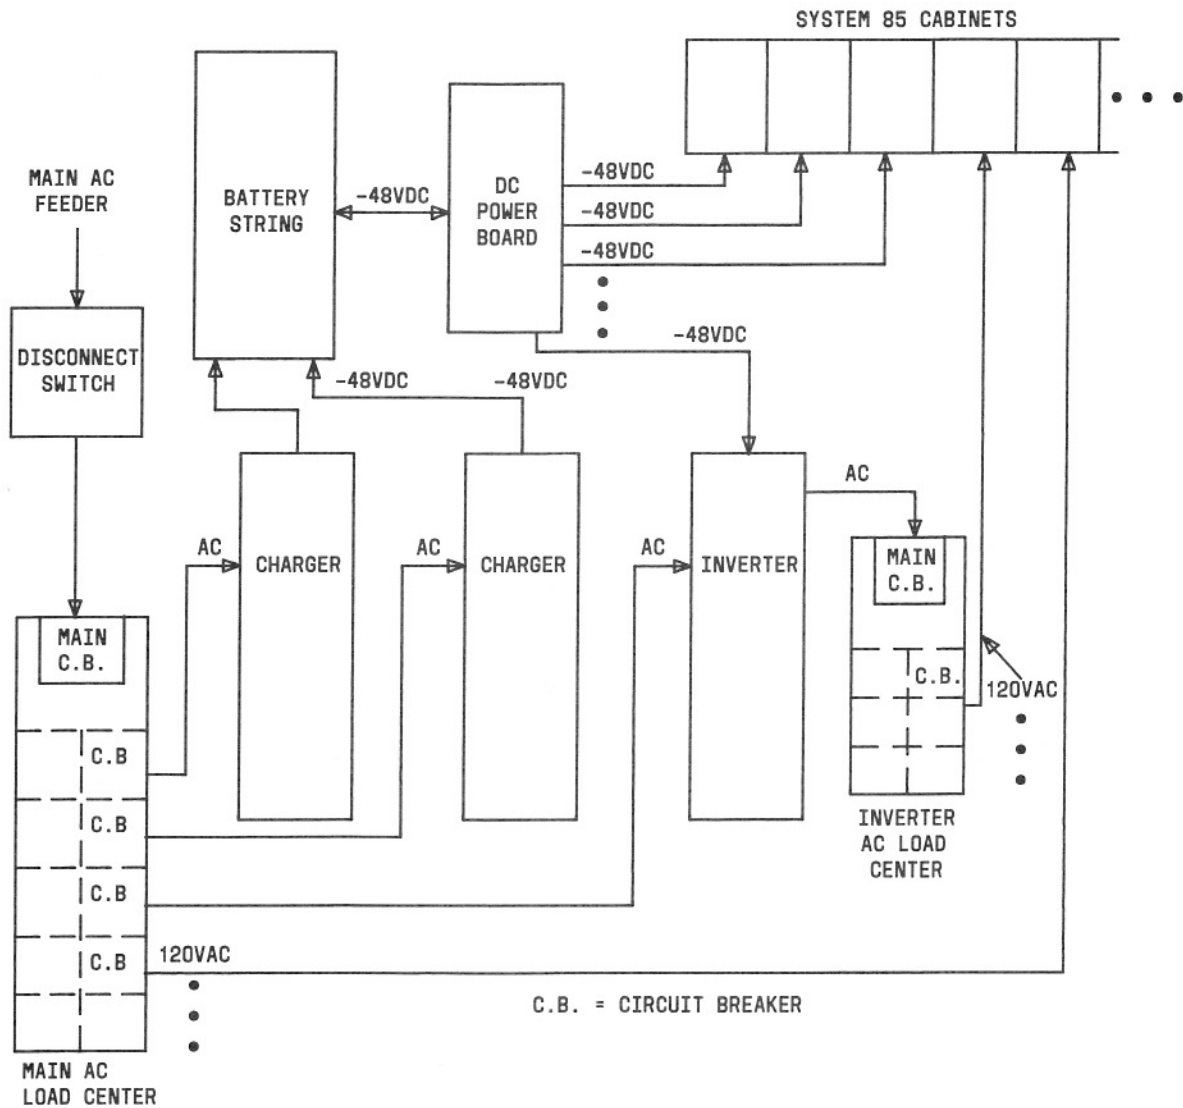 SYSTEM 85 CABINETS
MAIN AC
FEEDER
BATTERY
STRING
-48VDC
DC
POWER
BOARD
-48VDC
-48VDC
-48VDC
-48VDC
DISCONNECT
SWITCH
-48VDC
-48VDC
AC
CHARGER
AC
CHARGER
AC
INVERTER
AC
MAIN
C.B.
C.B.
120VAC
INVERTER
AC LOAD
CENTER
MAIN
C.B.
C.B
C.B
C.B
C.B
120VAC
C.B. = CIRCUIT BREAKER
MAIN AC
LOAD CENTER